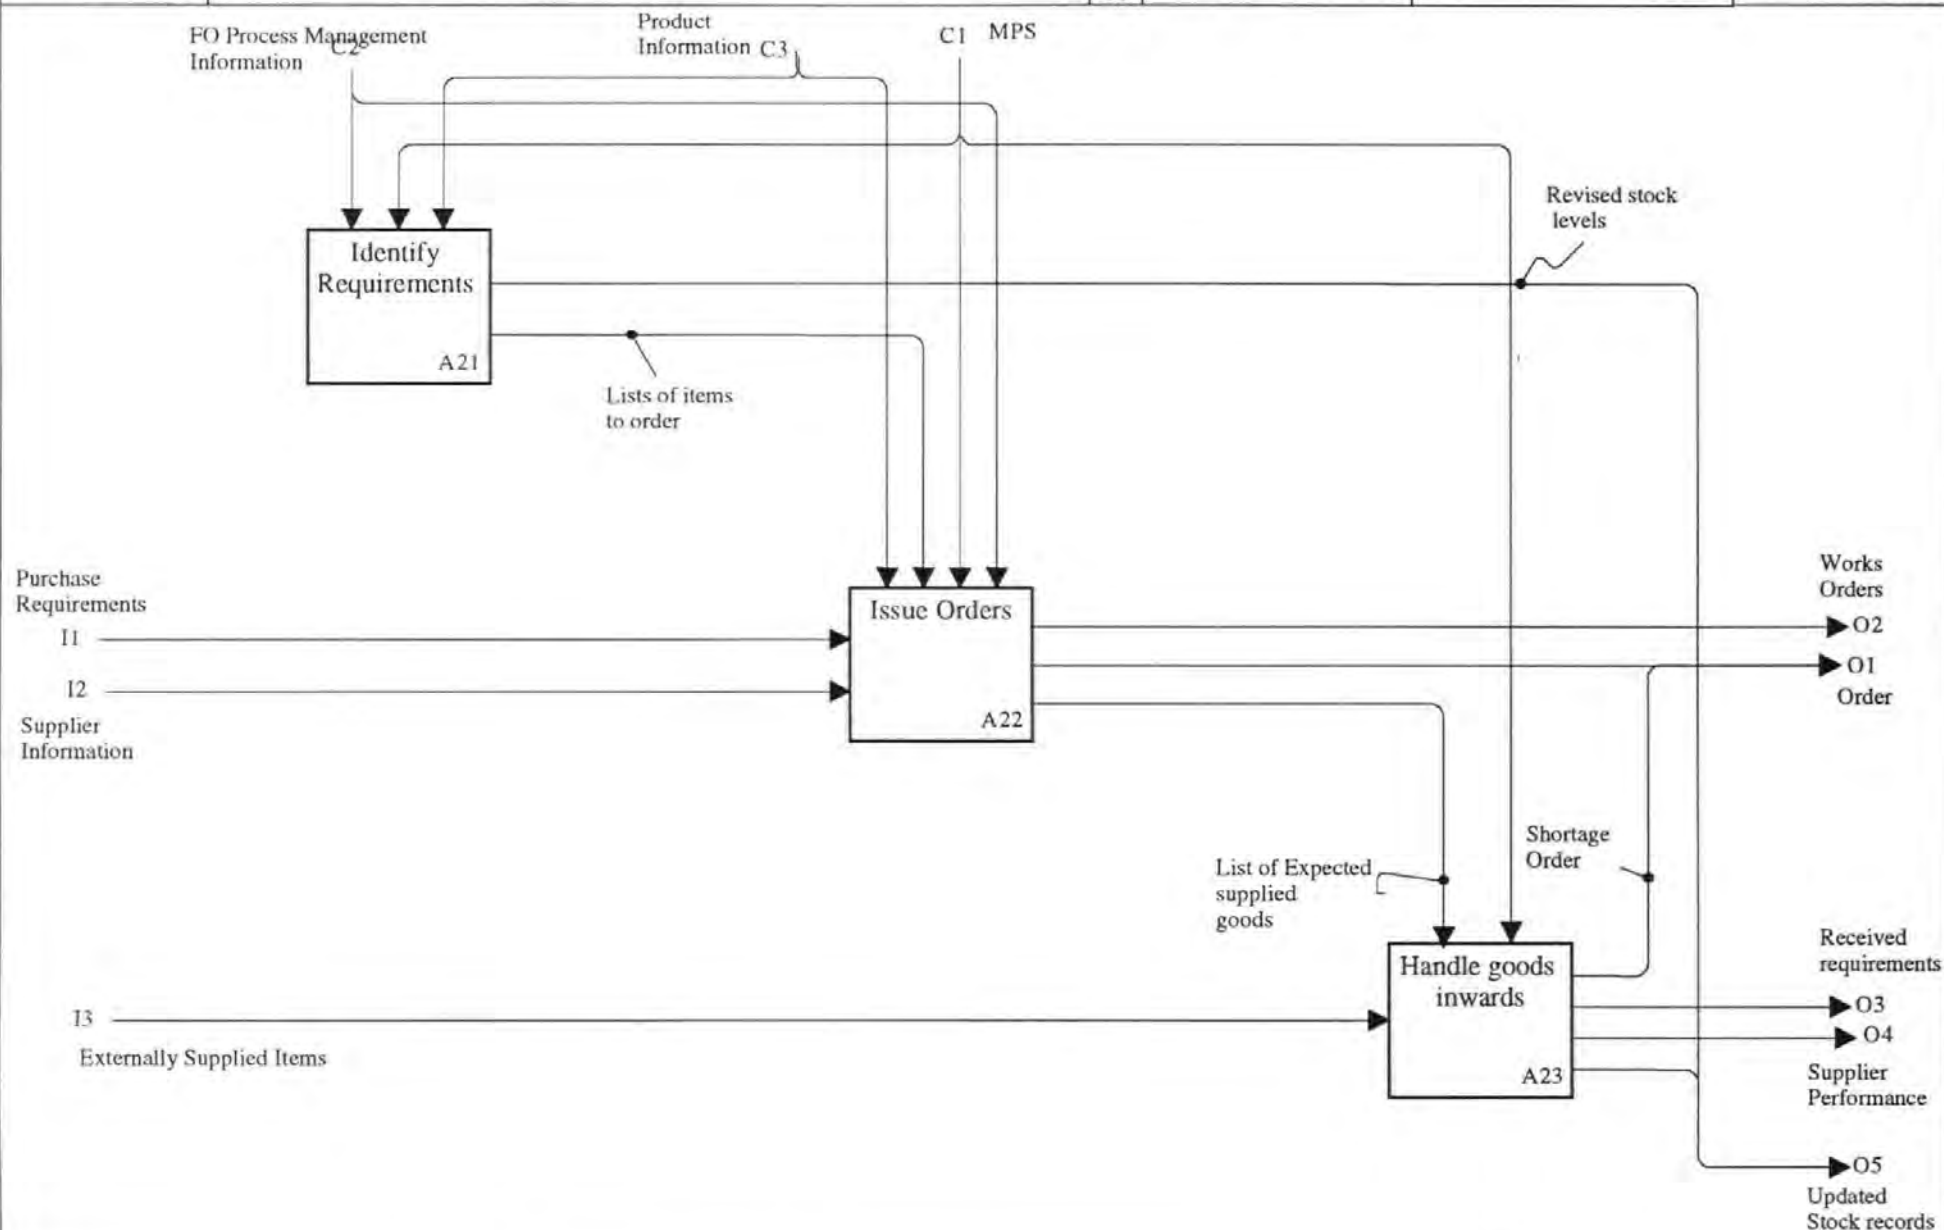 FO Process Management
Information
C2
Product
Information C3
C1 MPS
Revised stock
levels
Identify
Requirements
A21
Lists of items
to order
Purchase
Requirements
I1
I2
Supplier
Information
Issue Orders
A22
Works
Orders
O2
O1
Order
List of Expected
supplied
goods
Shortage
Order
Handle goods
inwards
A23
I3
Externally Supplied Items
Received
requirements
O3
O4
Supplier
Performance
O5
Updated
Stock records